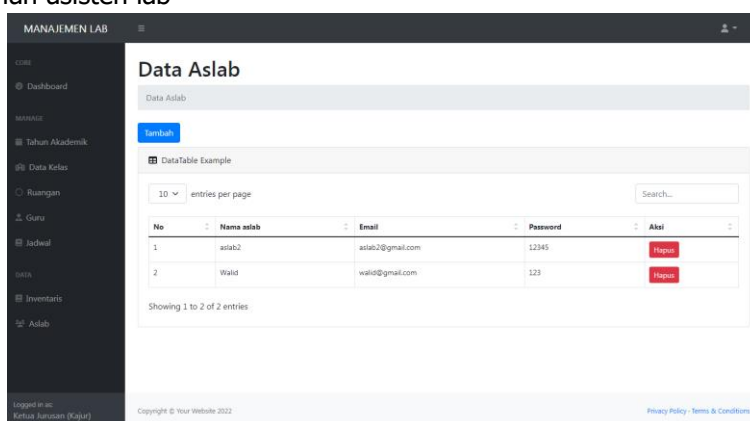 MANAJEMEN LAB
CORE
Dashboard
MANAGE
Tahun Akademik
Data Kelas
Ruangan
Guru
Jadwal
DATA
Inventaris
Aslab
Logged in as:
Ketua Jurusan (Kajur)
Data Aslab
Data Aslab
Tambah
DataTable Example
10 entries per page Search...
No Nama aslab Email Password Aksi
1 aslab2 aslab2@gmail.com 12345 Hapus
2 Walid walid@gmail.com 123 Hapus
Showing 1 to 2 of 2 entries
Copyright © Your Website 2022 Privacy Policy · Terms & Conditions